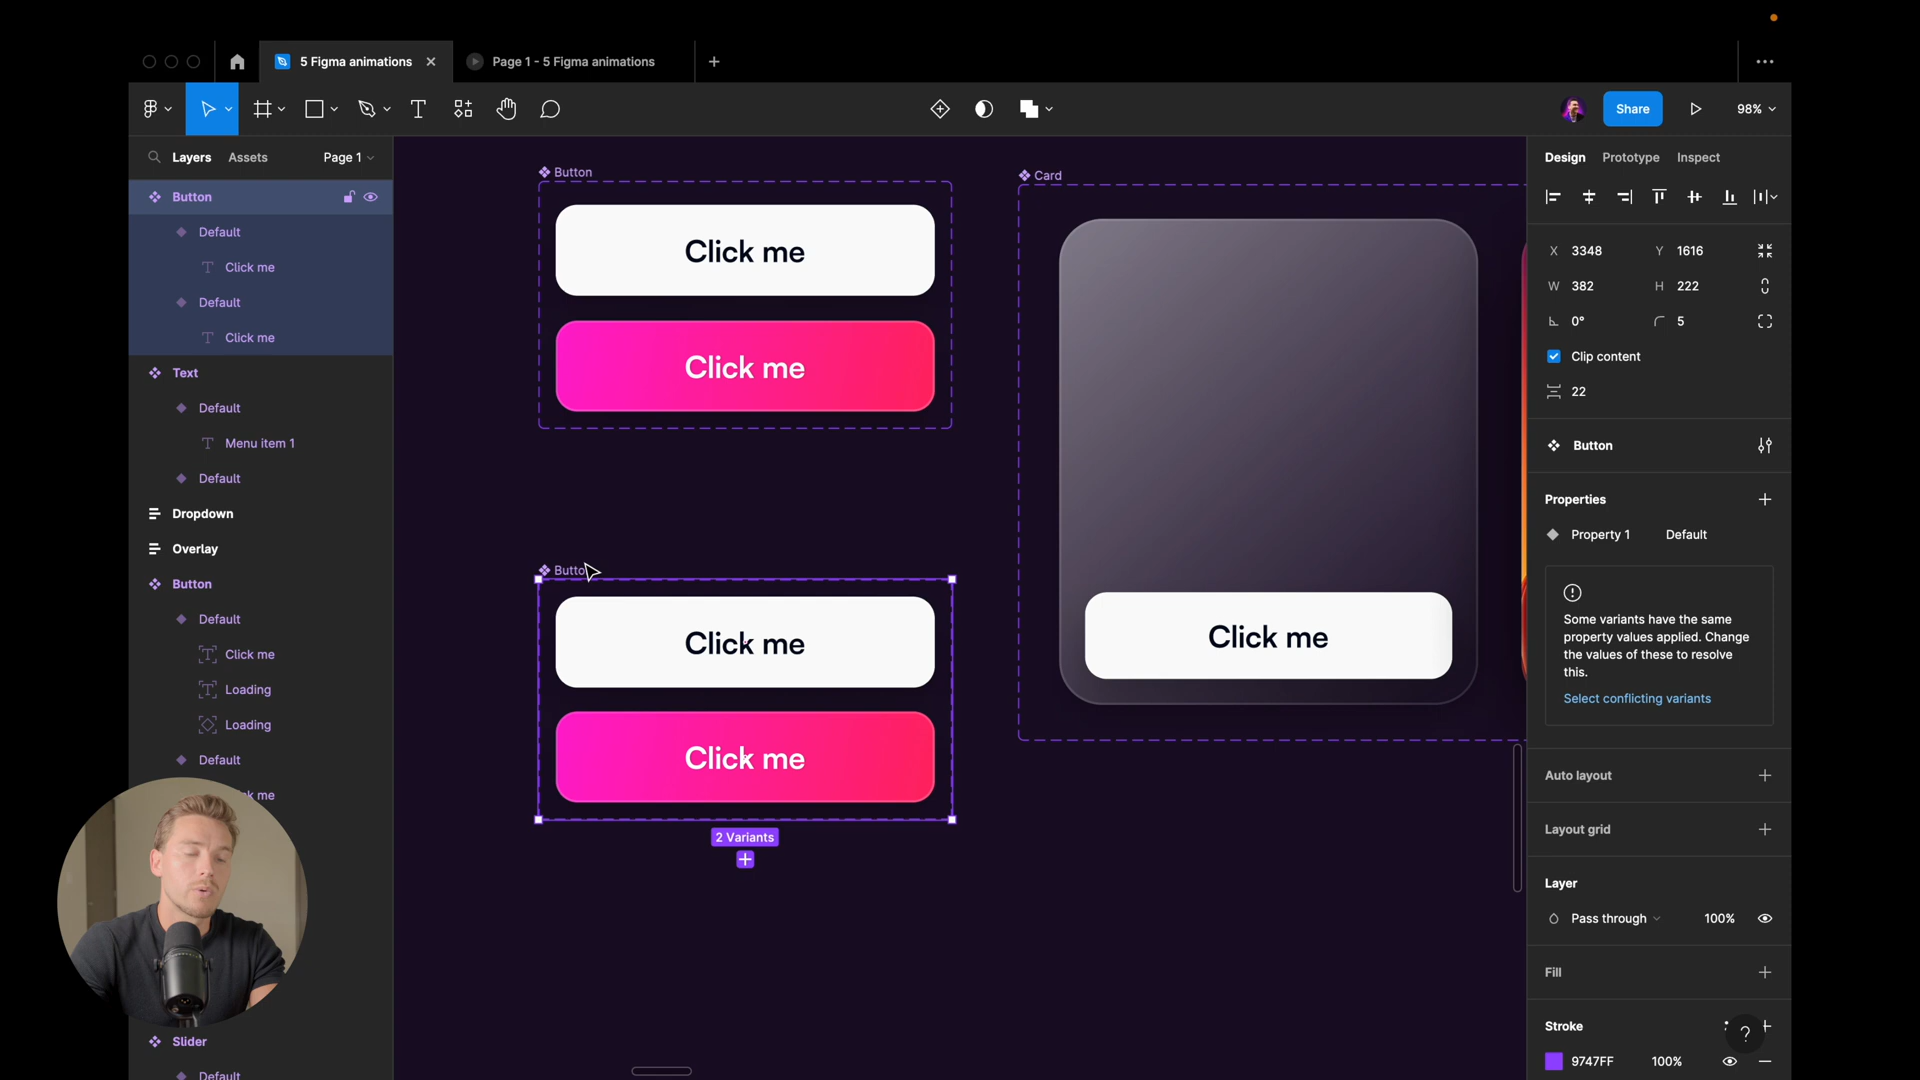 5 Figma animations
Page 1 - 5 Figma animations
Share
98%
Layers
Assets
Page 1
Button
Default
Click me
Default
Click me
Text
Default
Menu item 1
Default
Dropdown
Overlay
Button
Default
Click me
Loading
Loading
Default
k me
Slider
Default
Button
Click me
Click me
Button
Click me
Click me
2 Variants
Card
Click me
Design
Prototype
Inspect
X 3348
Y 1616
W 382
H 222
0°
5
Clip content
22
Button
Properties
Property 1
Default
Some variants have the same
property values applied. Change
the values of these to resolve
this.
Select conflicting variants
Auto layout
Layout grid
Layer
Pass through
100%
Fill
Stroke
?
9747FF
100%